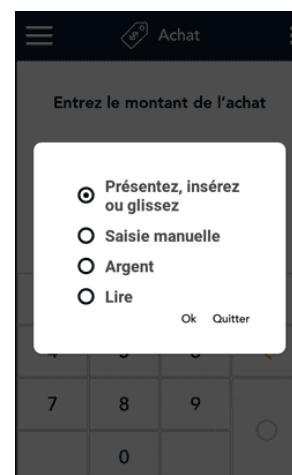 Achat
Entrez le montant de l'achat
Présentez, insérez
ou glissez
Saisie manuelle
Argent
Lire
Ok Quitter
7 8 9
0